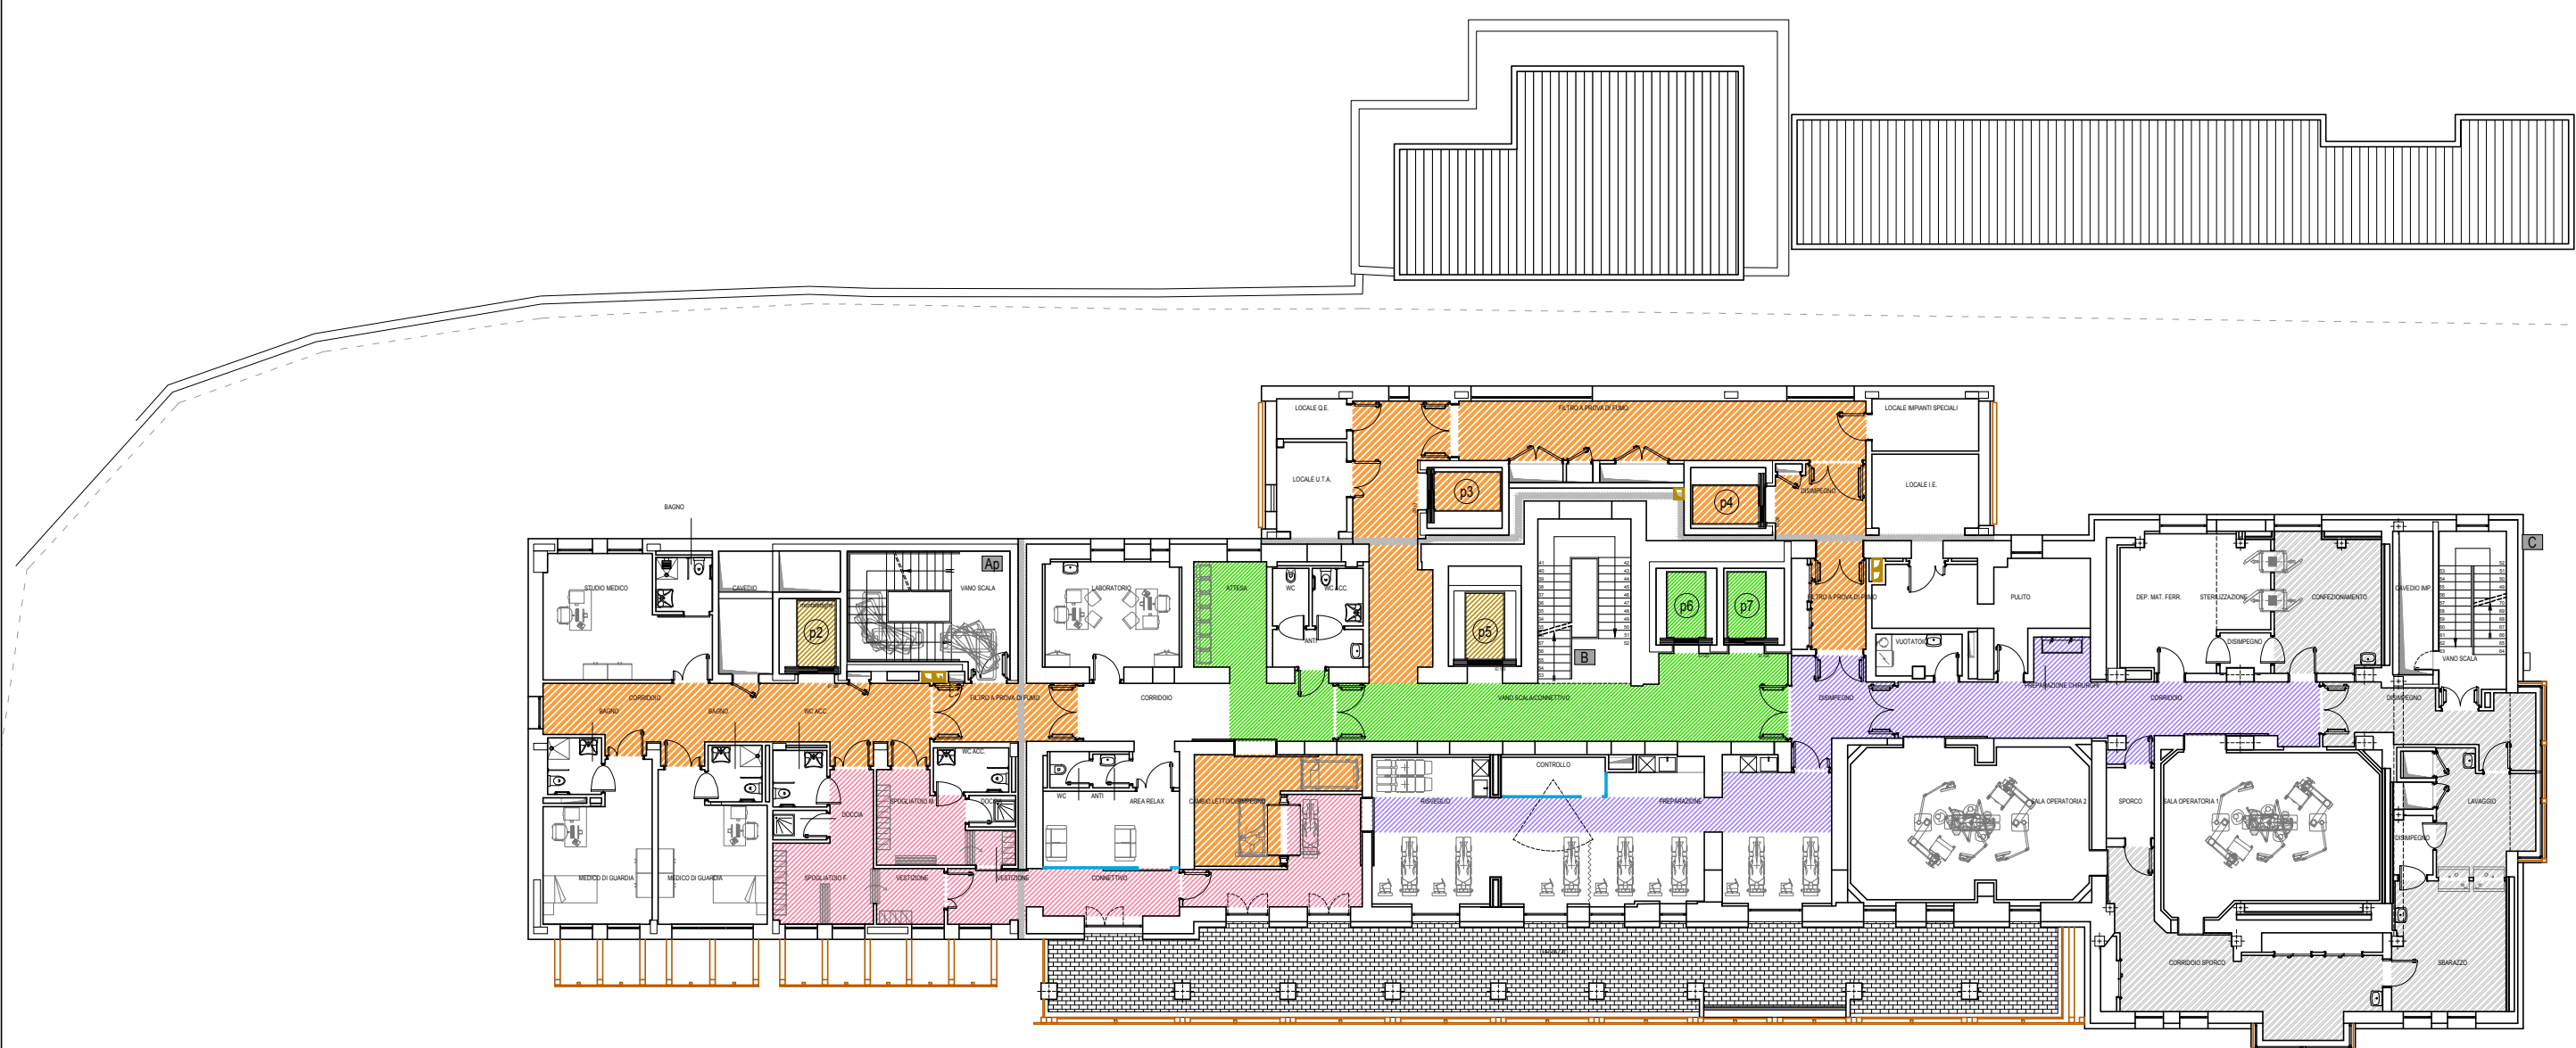 LOCALE Q.E.
FILTRO A PROVA DI FUMO
LOCALE IMPIANTI SPECIALI
LOCALE U.T.A.
p3
p4
DISIMPEGNO
LOCALE I.E.
BAGNO
Ap
C
STUDIO MEDICO
CAVEDIO
VANO SCALA
LABORATORIO
ATTESA
WC
WC ACC.
ANTI
p2
p5
p6
p7
B
FILTRO A PROVA DI FUMO
PULITO
VUOTATOIO
DEP. MAT. FERR.
STERILIZZAZIONE
CONFEZIONAMENTO
CAVEDIO IMP.
DISIMPEGNO
VANO SCALA
CORRIDOIO
BAGNO
BAGNO
WC ACC.
FILTRO A PROVA DI FUMO
CORRIDOIO
VANO SCALA/CONNETTIVO
DISIMPEGNO
PREPARAZIONE CHIRURGHI
CORRIDOIO
DISIMPEGNO
WC ACC.
CONTROLLO
DOCCIA
SPOGLIATOIO M.
DOCCIA
WC
ANTI
AREA RELAX
CAMBIO LETTO/DISIMPEGNO
RISVEGLIO
PREPARAZIONE
SALA OPERATORIA 2
SPORCO
SALA OPERATORIA 1
LAVAGGIO
DISIMPEGNO
MEDICO DI GUARDIA
MEDICO DI GUARDIA
SPOGLIATOIO F.
VESTIZIONE
VESTIZIONE
CONNETTIVO
CORRIDOIO SPORCO
SBARAZZO